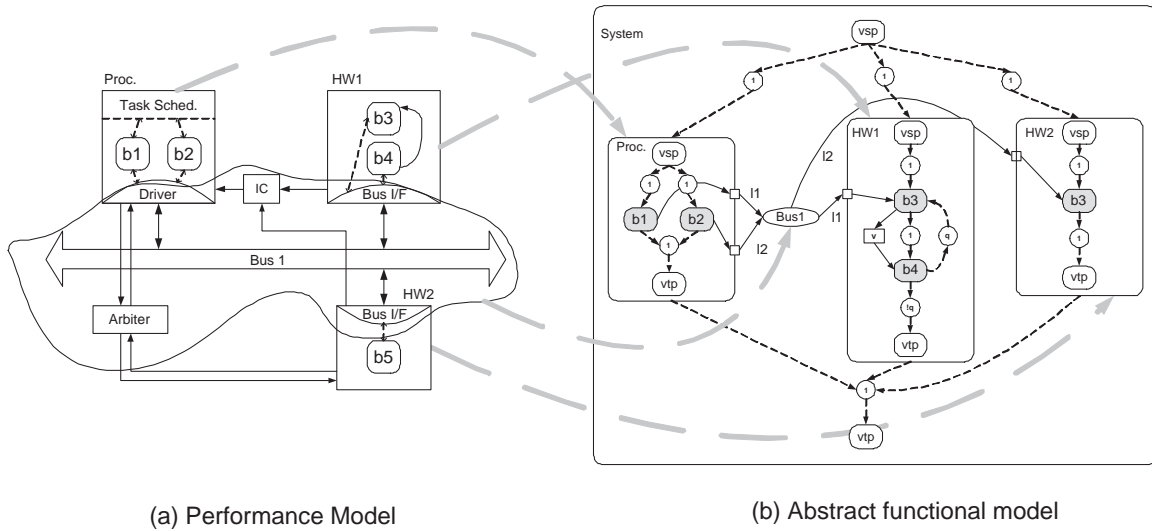 Proc.
Task Sched.
b1
b2
Driver
IC
HW1
b3
b4
Bus I/F
Bus 1
Arbiter
HW2
Bus I/F
b5
(a) Performance Model
System
vsp
1
1
1
Proc.
vsp
1
1
b1
b2
1
vtp
l1
l2
Bus1
l2
l1
HW1
vsp
1
b3
v
1
q
b4
!q
vtp
HW2
vsp
1
b3
1
vtp
1
vtp
(b) Abstract functional model